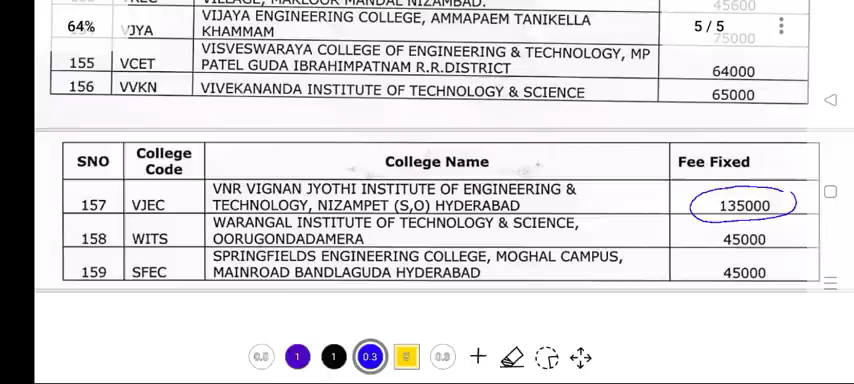 VILLAGE, MAKLOOR MANDAL NIZAMBAD.
45600
64%
VJYA
VIJAYA ENGINEERING COLLEGE, AMMAPAEM TANIKELLA
KHAMMAM
75000
5 / 5
155 VCET
VISVESWARAYA COLLEGE OF ENGINEERING & TECHNOLOGY, MP
PATEL GUDA IBRAHIMPATNAM R.R.DISTRICT
64000
156 VVKN VIVEKANANDA INSTITUTE OF TECHNOLOGY & SCIENCE 65000
SNO College Code College Name Fee Fixed
157 VJEC
VNR VIGNAN JYOTHI INSTITUTE OF ENGINEERING &
TECHNOLOGY, NIZAMPET (S,O) HYDERABAD
135000
158 WITS
WARANGAL INSTITUTE OF TECHNOLOGY & SCIENCE,
OORUGONDADAMERA
45000
159 SFEC
SPRINGFIELDS ENGINEERING COLLEGE, MOGHAL CAMPUS,
MAINROAD BANDLAGUDA HYDERABAD
45000
0.8 1 1 0.3 0.3